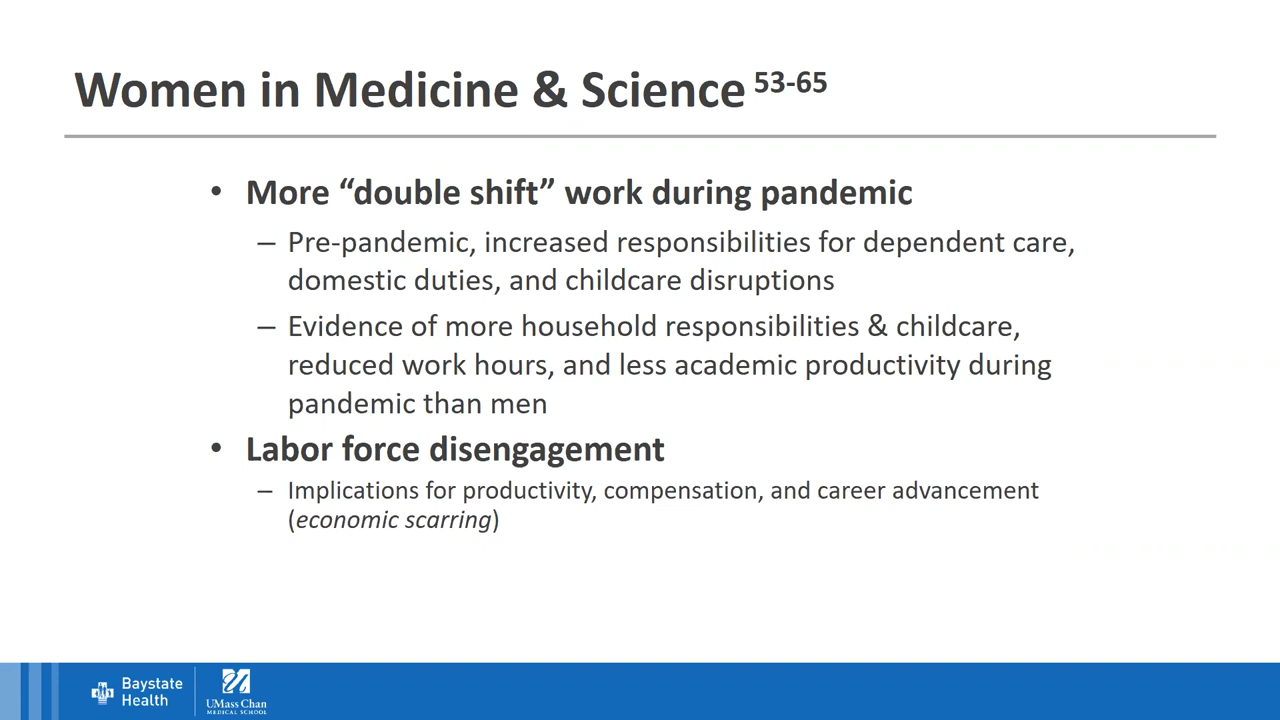 Women in Medicine & Science 53-65
• More “double shift” work during pandemic
– Pre-pandemic, increased responsibilities for dependent care,
domestic duties, and childcare disruptions
– Evidence of more household responsibilities & childcare,
reduced work hours, and less academic productivity during
pandemic than men
• Labor force disengagement
– Implications for productivity, compensation, and career advancement
(economic scarring)
Baystate
Health
UMass Chan
MEDICAL SCHOOL